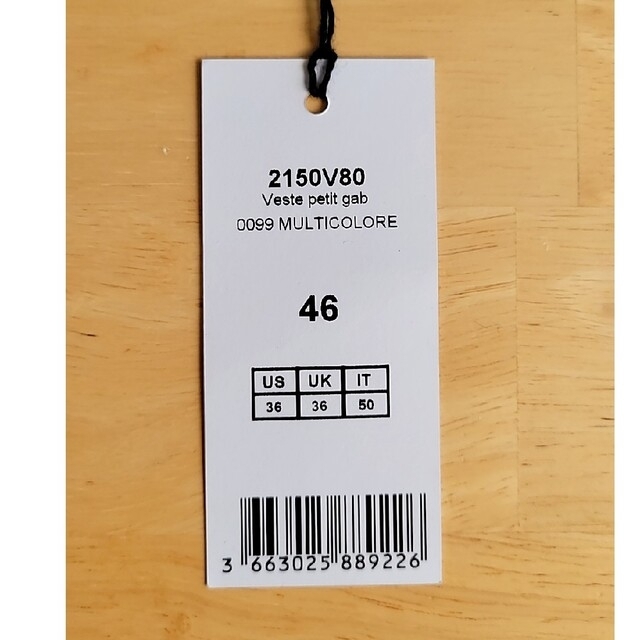 2150V80
Veste petit gab
0099 MULTICOLORE
46
US UK IT
36 36 50
3 663025 889226